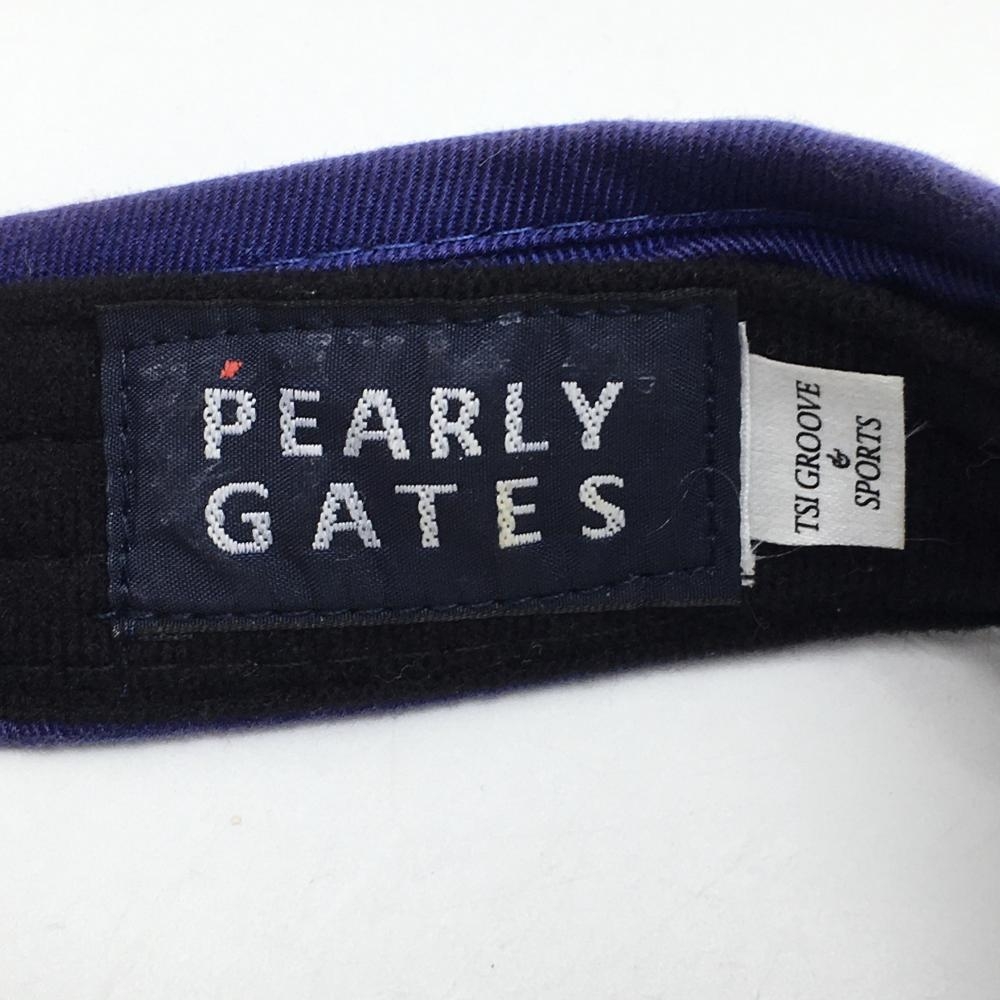 PEARLY
GATES
TSI GROOVE
&
SPORTS